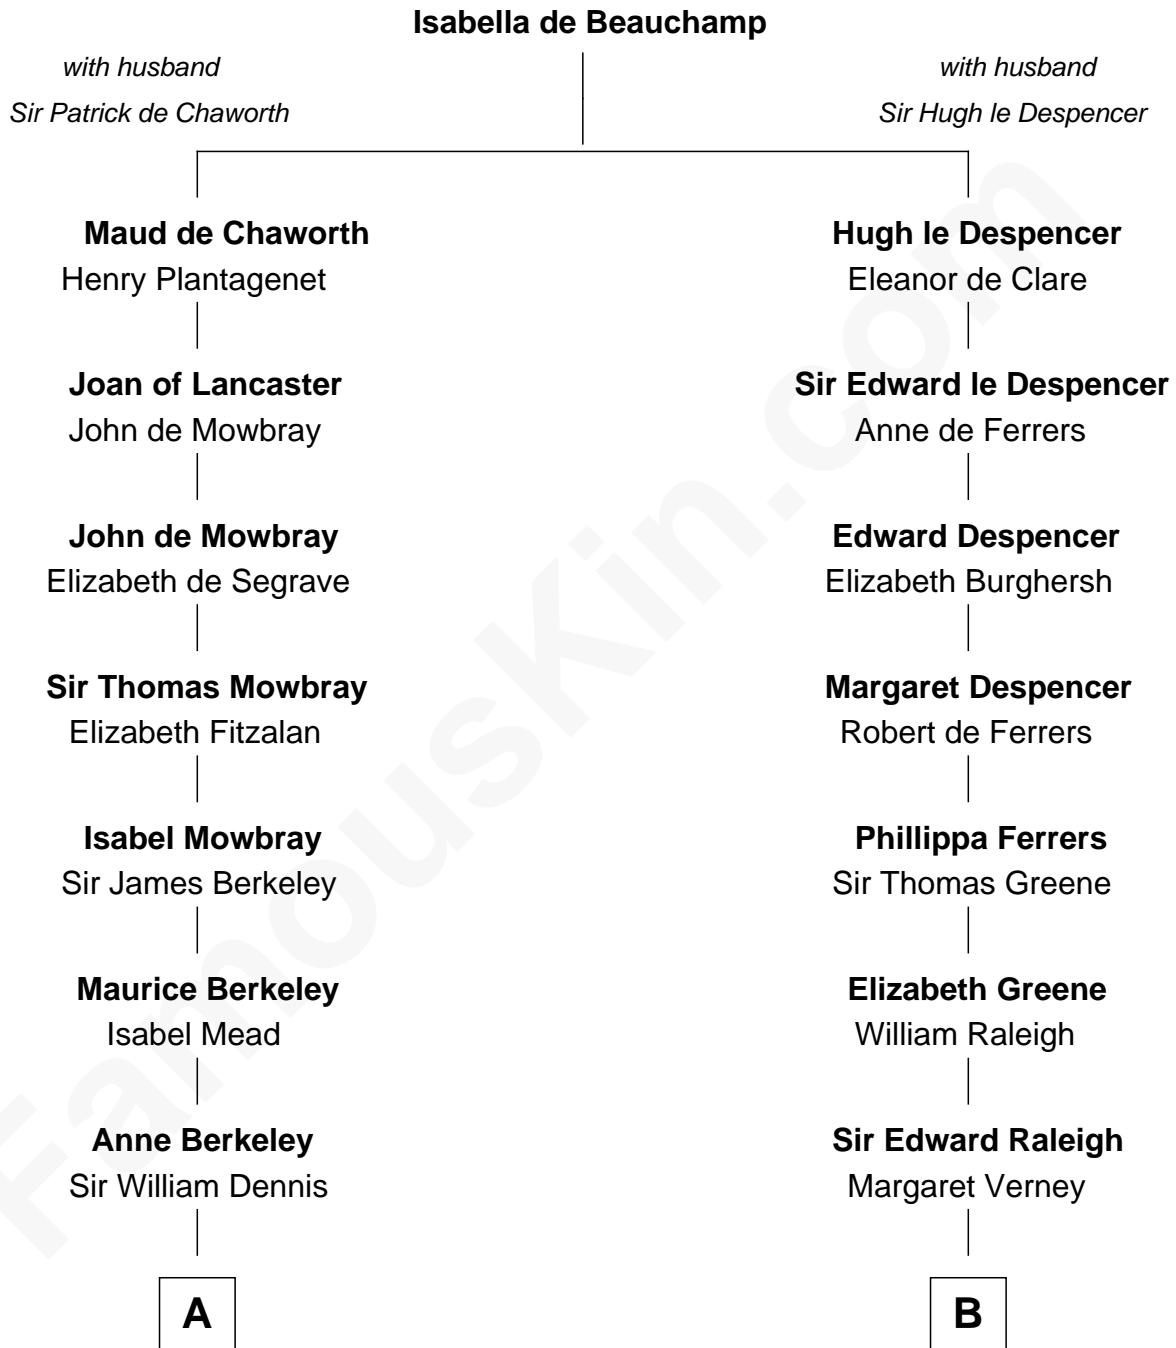 Isabella de Beauchamp
with husband
Sir Patrick de Chaworth
with husband
Sir Hugh le Despencer
Maud de Chaworth
Henry Plantagenet
Hugh le Despencer
Eleanor de Clare
Joan of Lancaster
John de Mowbray
Sir Edward le Despencer
Anne de Ferrers
John de Mowbray
Elizabeth de Segrave
Edward Despencer
Elizabeth Burghersh
Sir Thomas Mowbray
Elizabeth Fitzalan
Margaret Despencer
Robert de Ferrers
Isabel Mowbray
Sir James Berkeley
Phillippa Ferrers
Sir Thomas Greene
Maurice Berkeley
Isabel Mead
Elizabeth Greene
William Raleigh
Anne Berkeley
Sir William Dennis
Sir Edward Raleigh
Margaret Verney
A
B
FamousKin.com